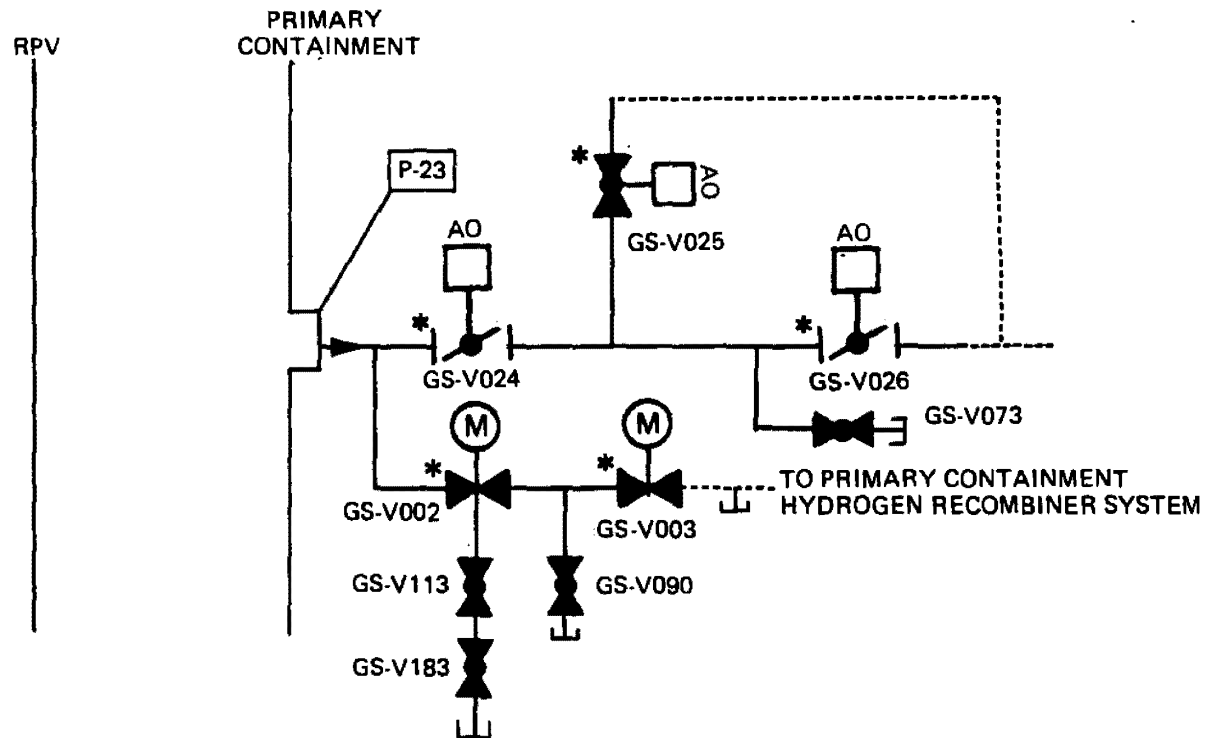 RPV
PRIMARY
CONTAINMENT
P-23
AO
*
AO
GS-V025
AO
*
GS-V024
*
GS-V026
GS-V073
M
M
*
*
GS-V002
GS-V003
TO PRIMARY CONTAINMENT
HYDROGEN RECOMBINER SYSTEM
GS-V113
GS-V090
GS-V183